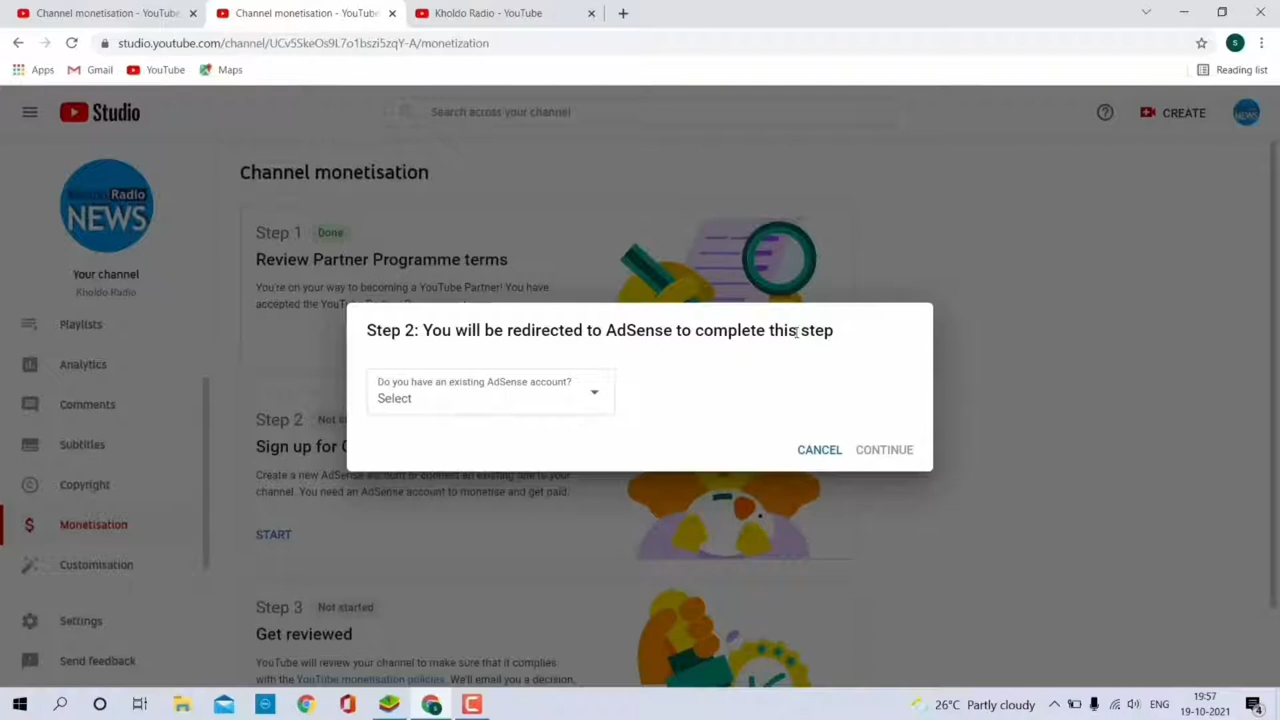 Channel monetisation - YouTube
Channel monetisation - YouTube
Kholdo Radio - YouTube
studio.youtube.com/channel/UCv5SkeOs9L7o1bszi5zqY-A/monetization
S
Apps
Gmail
YouTube
Maps
Reading list
Studio
Search across your channel
CREATE
NEWS
Radio
NEWS
Your channel
Kholdo Radio
Playlists
Analytics
Comments
Subtitles
Copyright
Monetisation
Customisation
Settings
Send feedback
Channel monetisation
Step 1 Done
Review Partner Programme terms
You're on your way to becoming a YouTube Partner! You have
accepted the
Step 2: You will be redirected to AdSense to complete this step
Do you have an existing AdSense account?
Select
CANCEL CONTINUE
Step 2 Not
Sign up for
Create a new AdSense account or connect an existing one to your
channel. You need an AdSense account to monetise and get paid.
START
Step 3 Not started
Get reviewed
YouTube will review your channel to make sure that it complies
with the YouTube monetisation policies. We'll email you a decision,
26°C Partly cloudy
ENG
19:57
19-10-2021
4